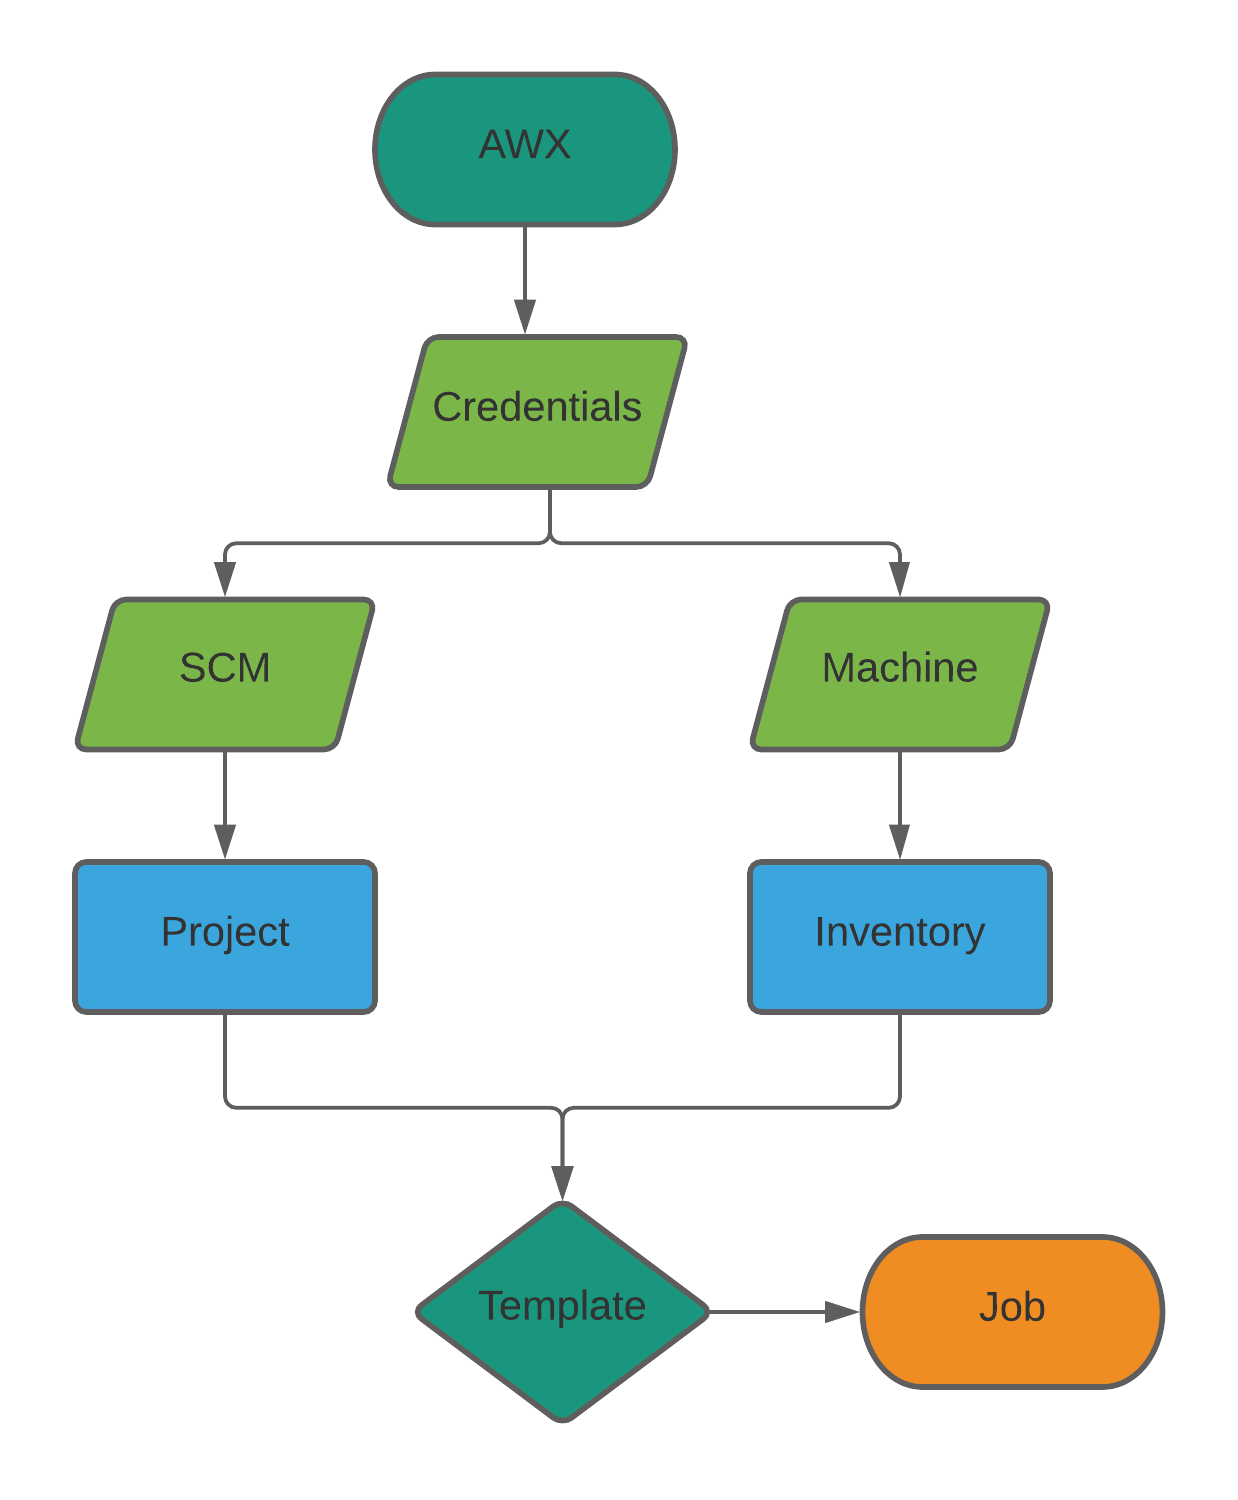 AWX
Credentials
SCM
Machine
Project
Inventory
Template
Job